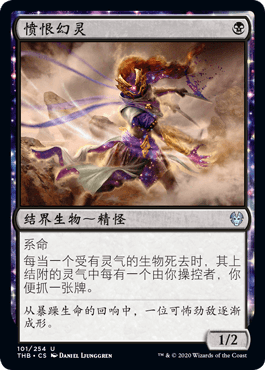 愤恨幻灵
结界生物～精怪
系命
每当一个受有灵气的生物死去时，其上
结附的灵气中每有一个由你操控者，你
便抓一张牌。
从暴躁生命的回响中，一位可怖劲敌逐渐
成形。
1/2
101/254 U
THB • CS DANIEL LJUNGGREN
™ & © 2020 Wizards of the Coast